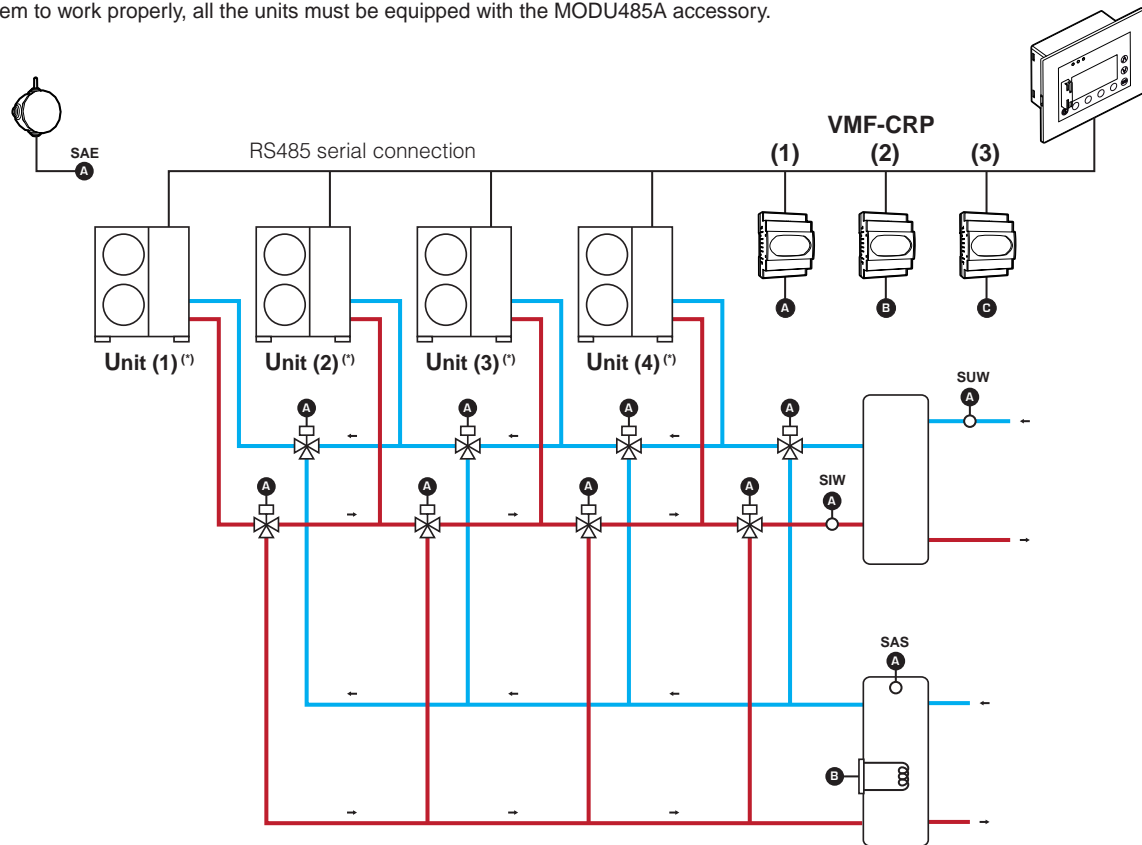 em to work properly, all the units must be equipped with the MODU485A accessory.
VMF-CRP
SAE
A
RS485 serial connection
(1)
(2)
(3)
A
B
C
Unit (1) (*)
Unit (2) (*)
Unit (3) (*)
Unit (4) (*)
SUW
A
A
A
A
A
SIW
A
A
A
A
A
SAS
A
B